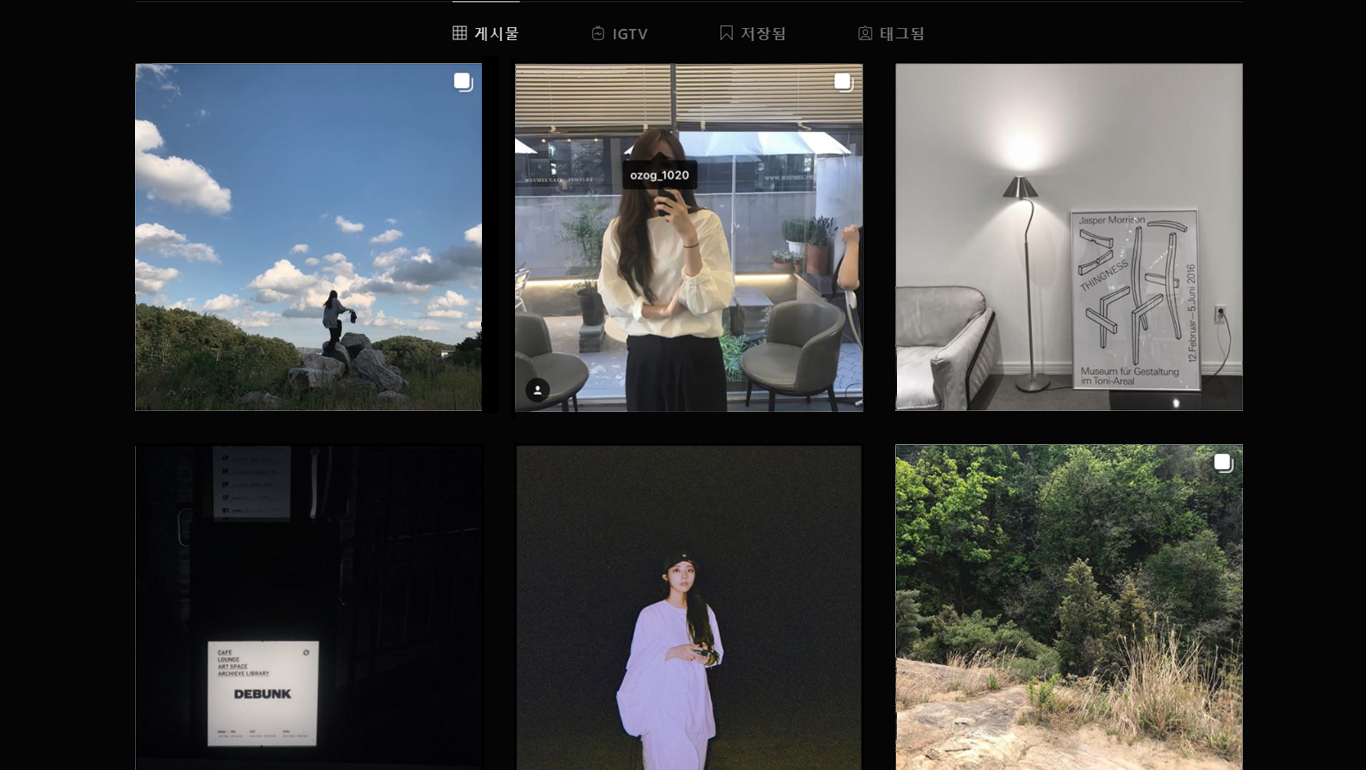 게시물
IGTV
저장됨
태그됨
ozog_1020
Jasper Morrison
THINGNESS
12.Februar—5.Juni 2016
Museum für Gestaltung
im Toni-Areal
CAFE
LOUNGE
ART SPACE
ARCHIEVE LIBRARY
DEBUNK